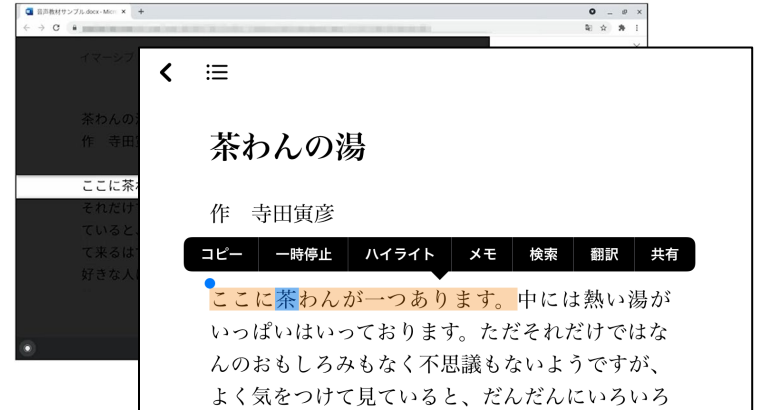 音声教材サンプル.docx - Micr
イマーシブ
茶わんの
作 寺田
ここに茶
それだけ
ていると、
て来るは
好きな人
茶わんの湯
作 寺田寅彦
コピー 一時停止 ハイライト メモ 検索 翻訳 共有
ここに茶わんが一つあります。中には熱い湯が
いっぱいはいっております。ただそれだけではな
んのおもしろみもなく不思議もないようですが、
よく気をつけて見ていると、だんだんにいろいろ